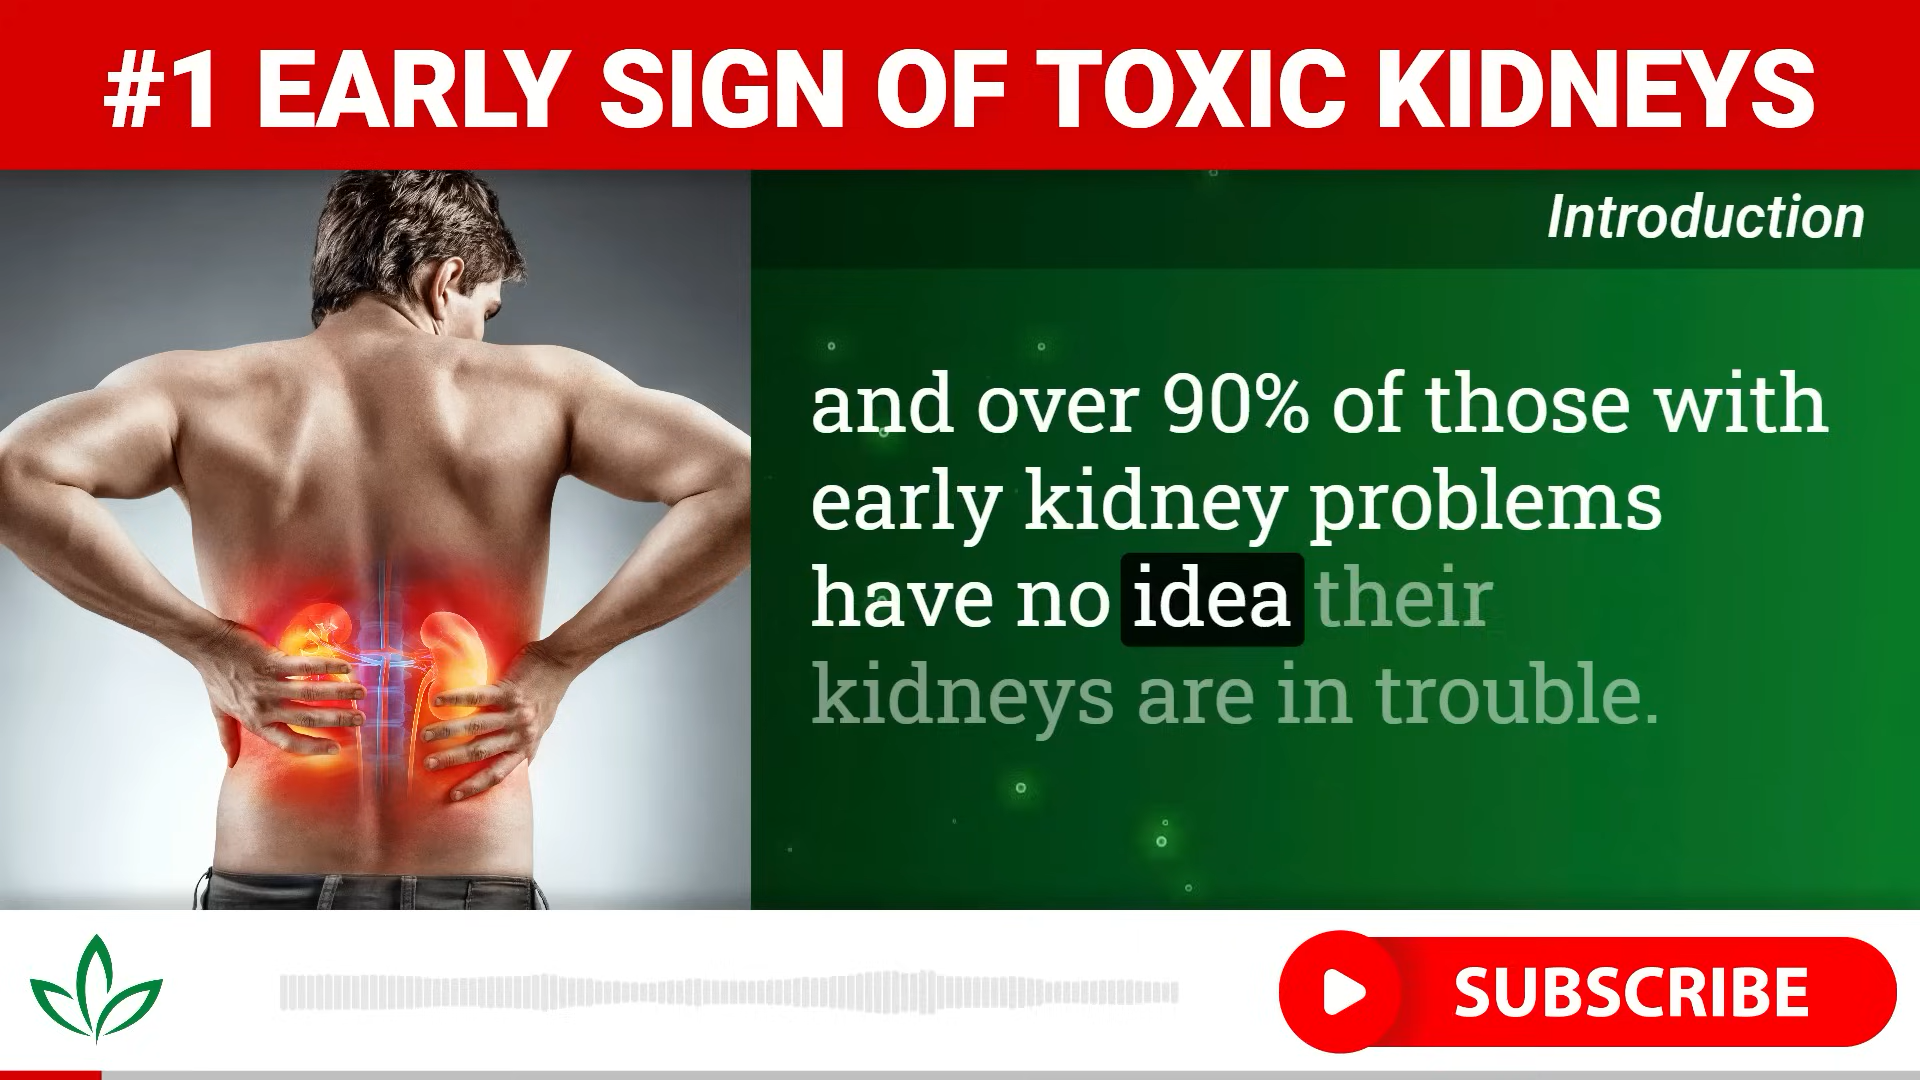 #1 EARLY SIGN OF TOXIC KIDNEYS
Introduction
and over 90% of those with
early kidney problems
have no idea their
kidneys are in trouble.
SUBSCRIBE